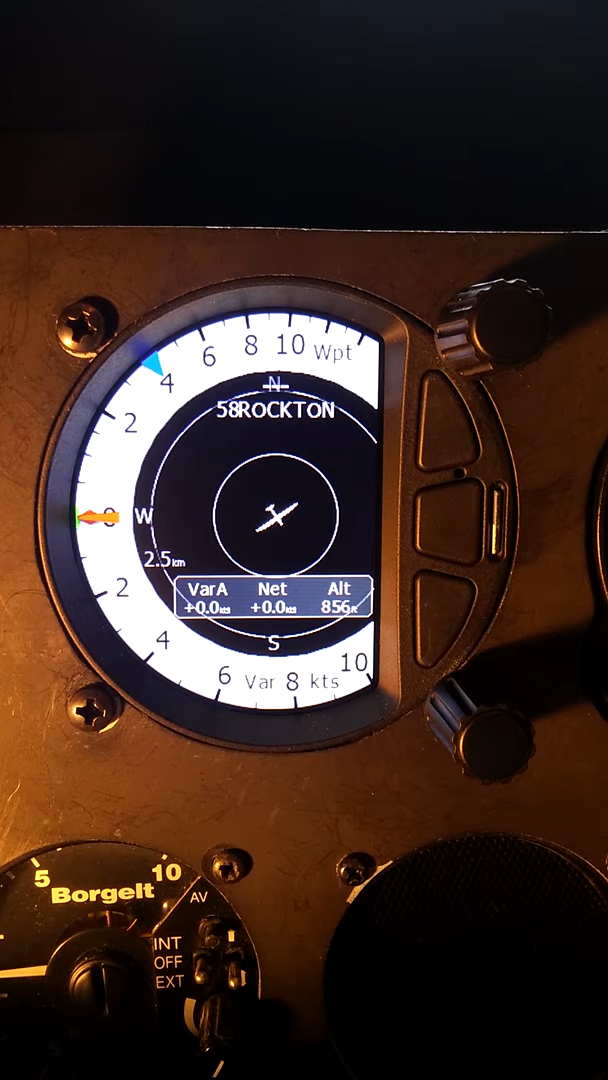 6 8 10 Wpt
4
2
N
58ROCKTON
0
W
2.5km
VarA Net Alt
+0.0kts +0.0kts 856ft
2
4
S
6 Var 8 kts 10
5 10
Borgelt
AV
INT
OFF
EXT